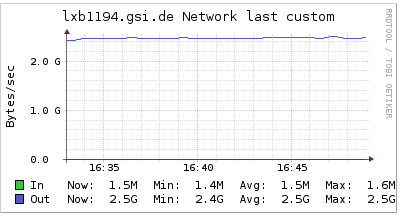 lxb1194.gsi.de Network last custom
RRDTOOL / TOBI OETIKER
Bytes/sec
2.0 G
1.0 G
0.0
16:35 16:40 16:45
In Now: 1.5M Min: 1.4M Avg: 1.5M Max: 1.6M
Out Now: 2.5G Min: 2.4G Avg: 2.5G Max: 2.5G